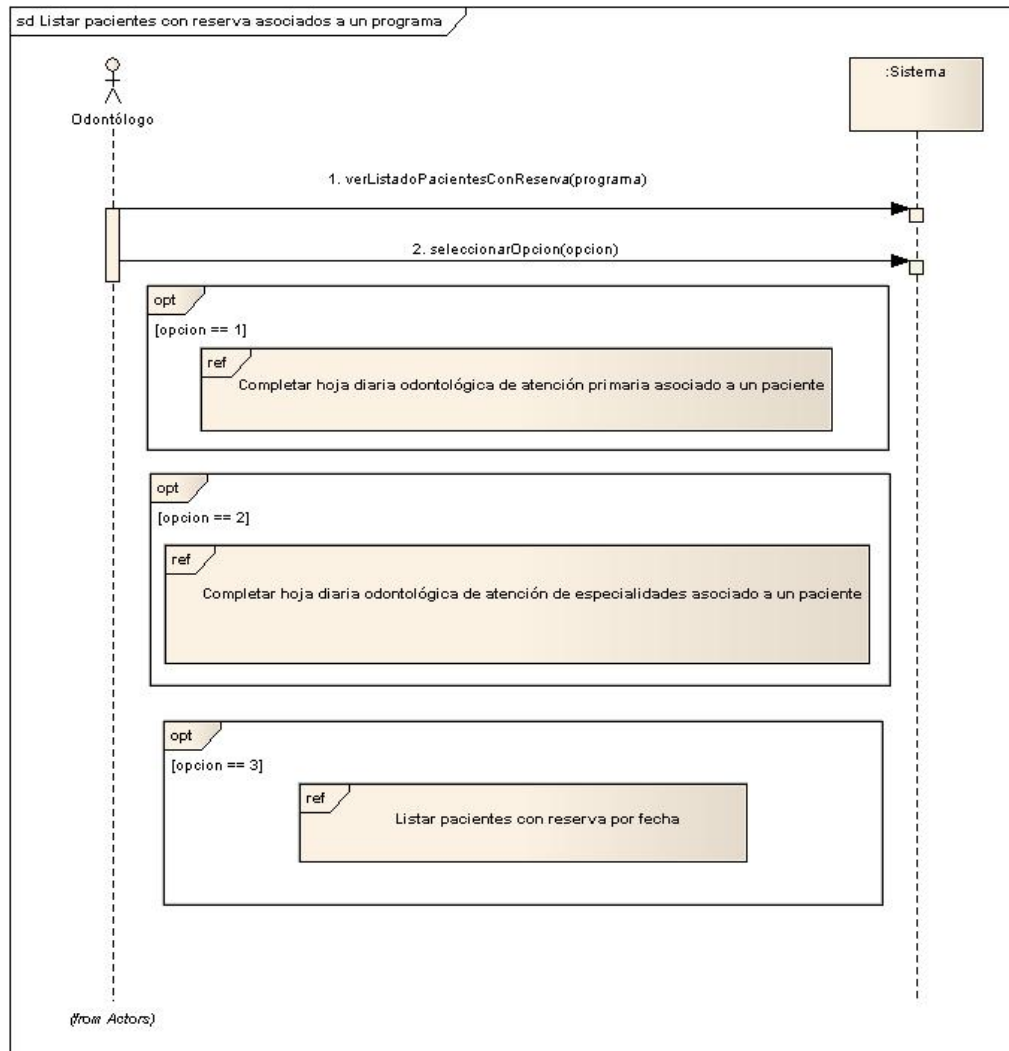 sd Listar pacientes con reserva asociados a un programa
Odontólogo
:Sistema
1. verListadoPacientesConReserva(programa)
2. seleccionarOpcion(opcion)
opt
[opcion == 1]
ref
Completar hoja diaria odontológica de atención primaria asociado a un paciente
opt
[opcion == 2]
ref
Completar hoja diaria odontológica de atención de especialidades asociado a un paciente
opt
[opcion == 3]
ref
Listar pacientes con reserva por fecha
(from Actors)